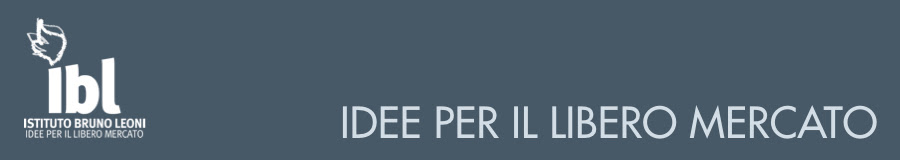 ibl
ISTITUTO BRUNO LEONI
IDEE PER IL LIBERO MERCATO
IDEE PER IL LIBERO MERCATO